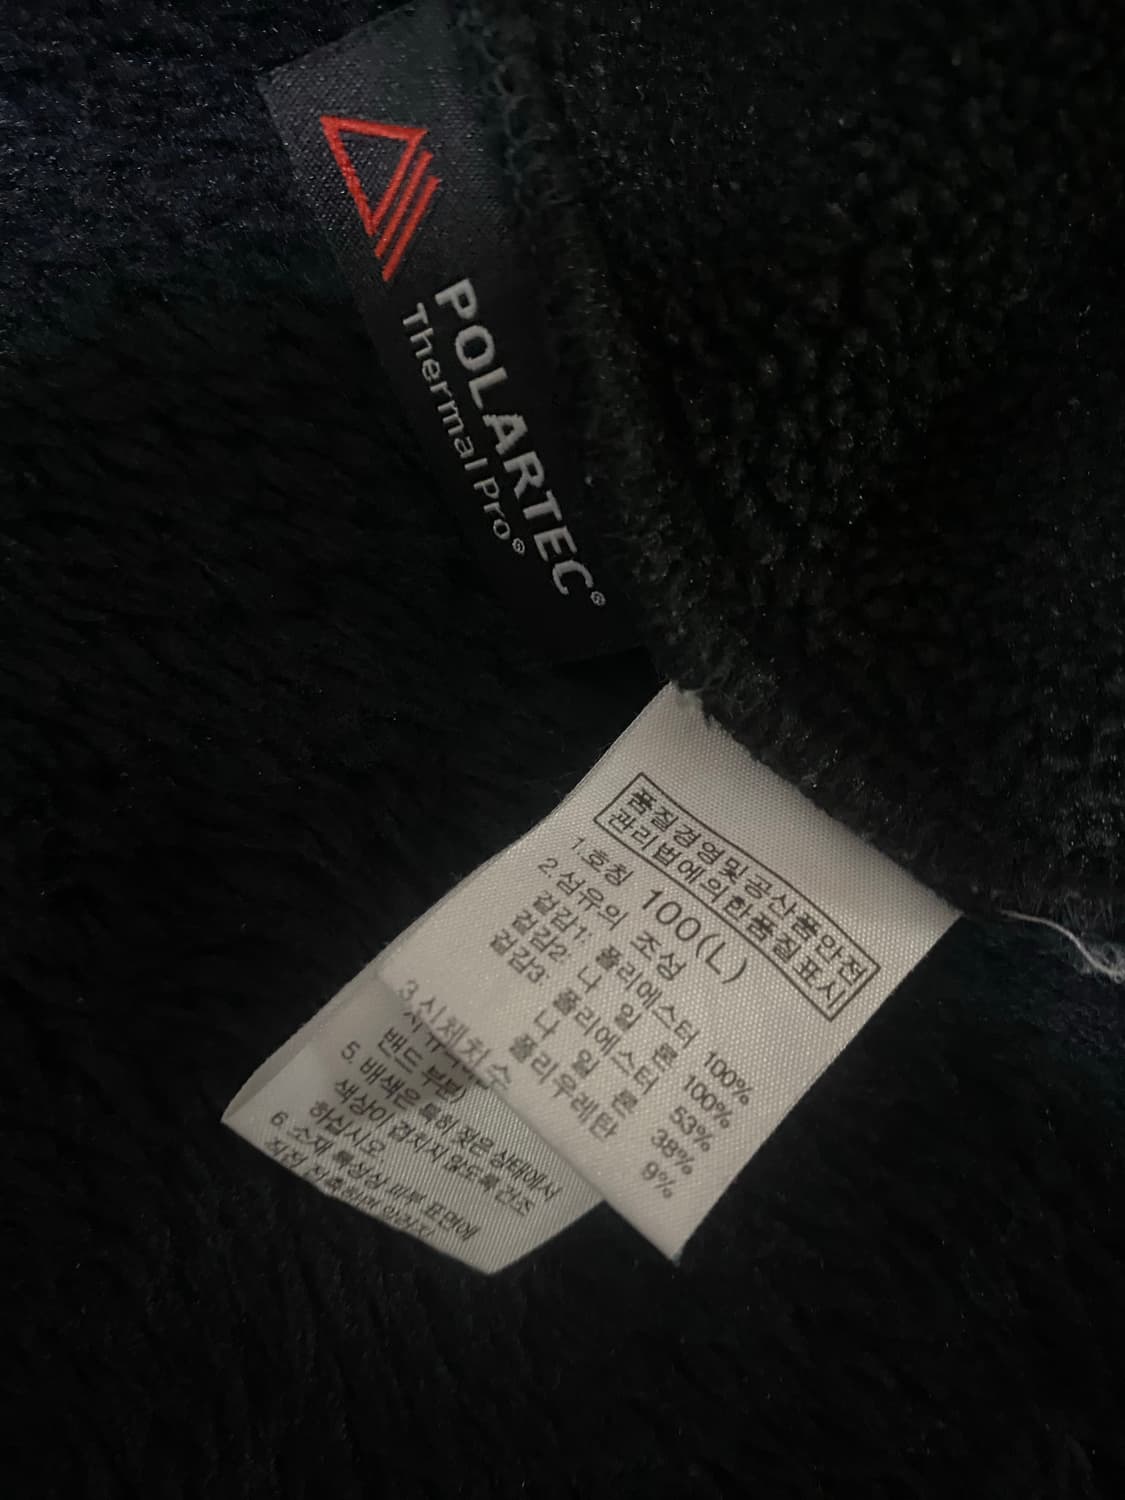 POLARTEC®
Thermal Pro®
품질경영및공산품안전
관리법에의한품질표시
1.호칭 100(L)
2.섬유의 조성
겉감1: 폴리에스터 100%
겉감2: 나 일 론 100%
겉감3: 폴리에스터 53%
나 일 론 38%
폴리우레탄 9%
3.신체치수
밴드 부분)
5. 배색은 특히 젖은 상태에서
색상이 겹치지 않도록 건조
하십시오
6. 소재 특성상 피부 표면에